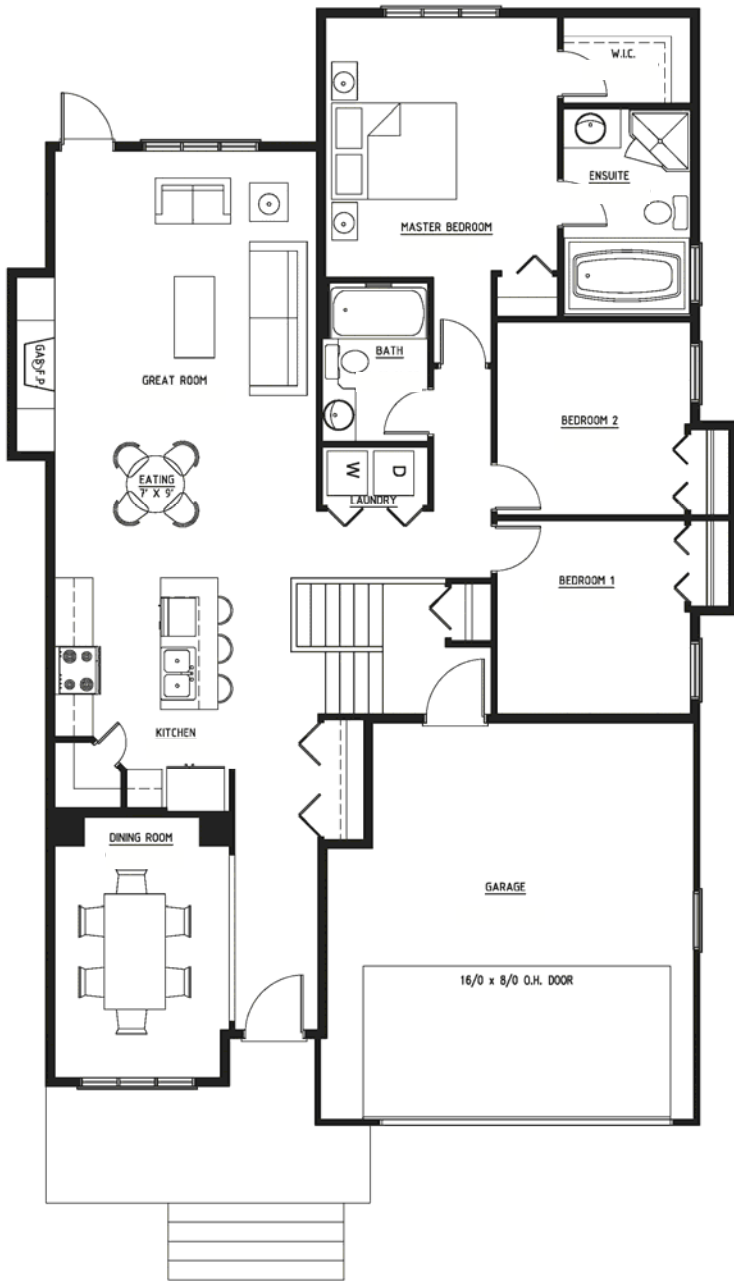 W.I.C.
ENSUITE
MASTER BEDROOM
BATH
GAS F.P
GREAT ROOM
BEDROOM 2
EATING
7' X 9'
W D
LAUNDRY
BEDROOM 1
KITCHEN
DINING ROOM
GARAGE
16/0 x 8/0 O.H. DOOR